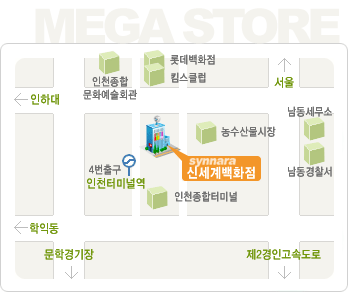 MEGA STORE
롯데백화점
킴스클럽
인천종합
문화예술회관
서울
인하대
남동세무소
농수산물시장
synnara
신세계백화점
4번출구
인천터미널역
남동경찰서
인천종합터미널
학익동
문학경기장
제2경인고속도로